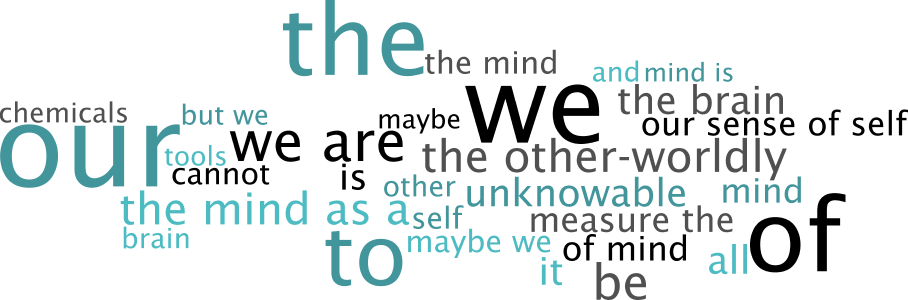 the
the mind
and mind is
we
the brain
chemicals
but we
maybe
our sense of self
our
we are
tools
the other-worldly
cannot
is
other
unknowable
mind
the mind as a
self
measure the
of
brain
to
maybe we
of mind
all
it
be